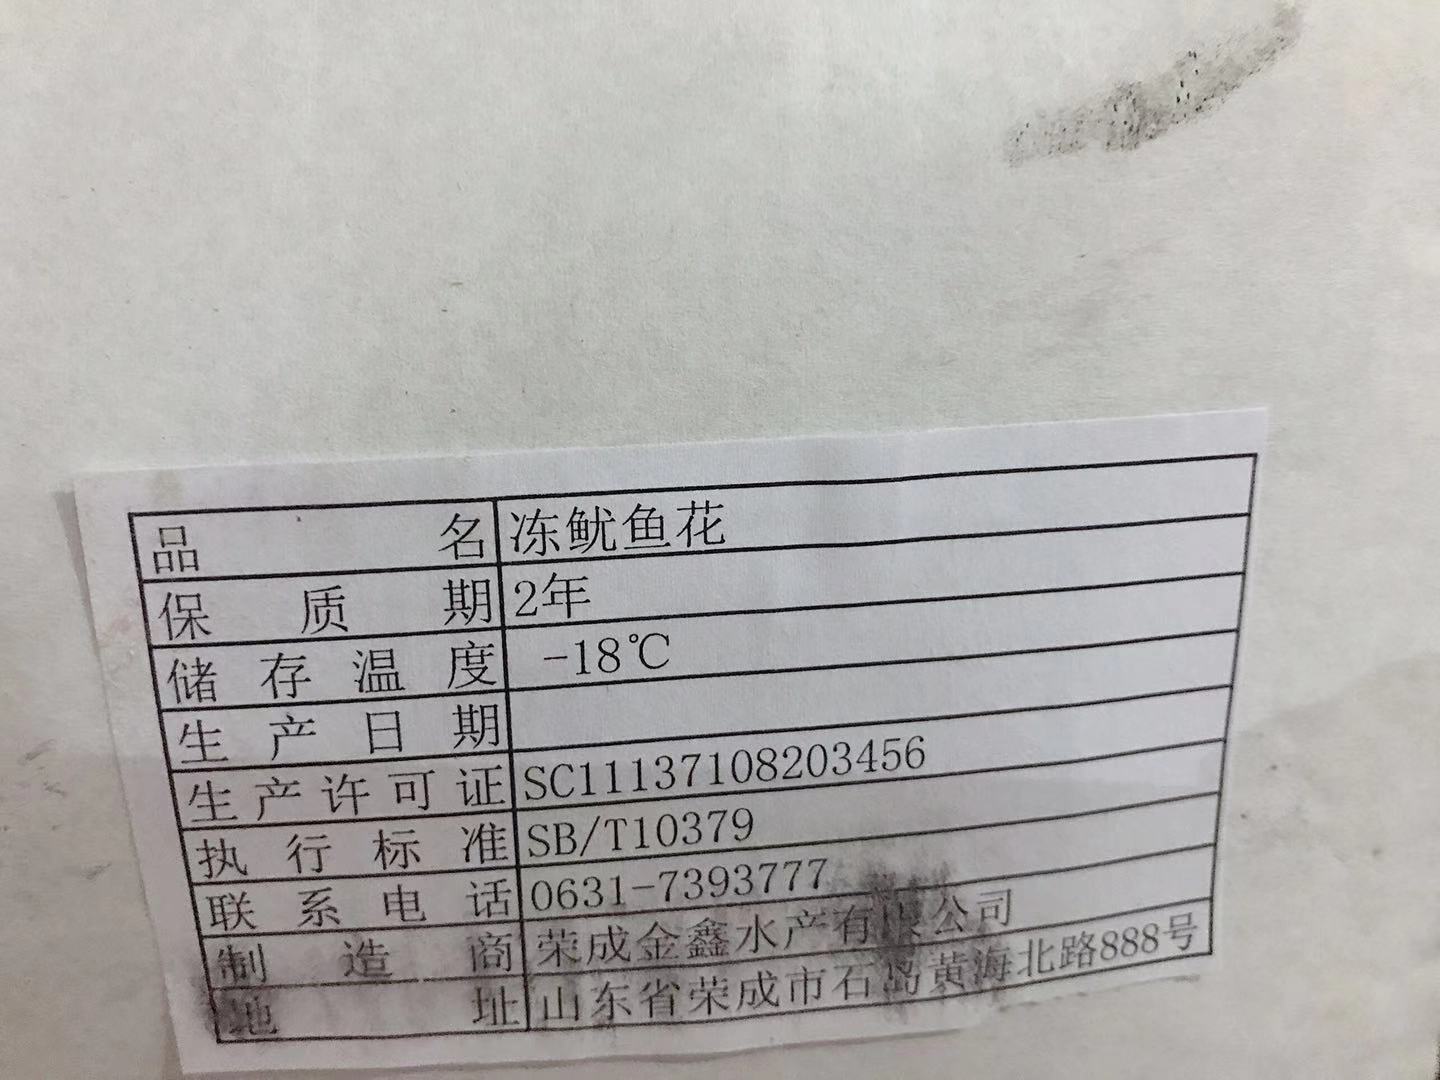 品名 冻鱿鱼花
保质期 2年
储存温度 -18℃
生产日期
生产许可证 SC11137108203456
执行标准 SB/T10379
联系电话 0631-7393777
制造商 荣成金鑫水产有限公司
地址 山东省荣成市石岛黄海北路888号